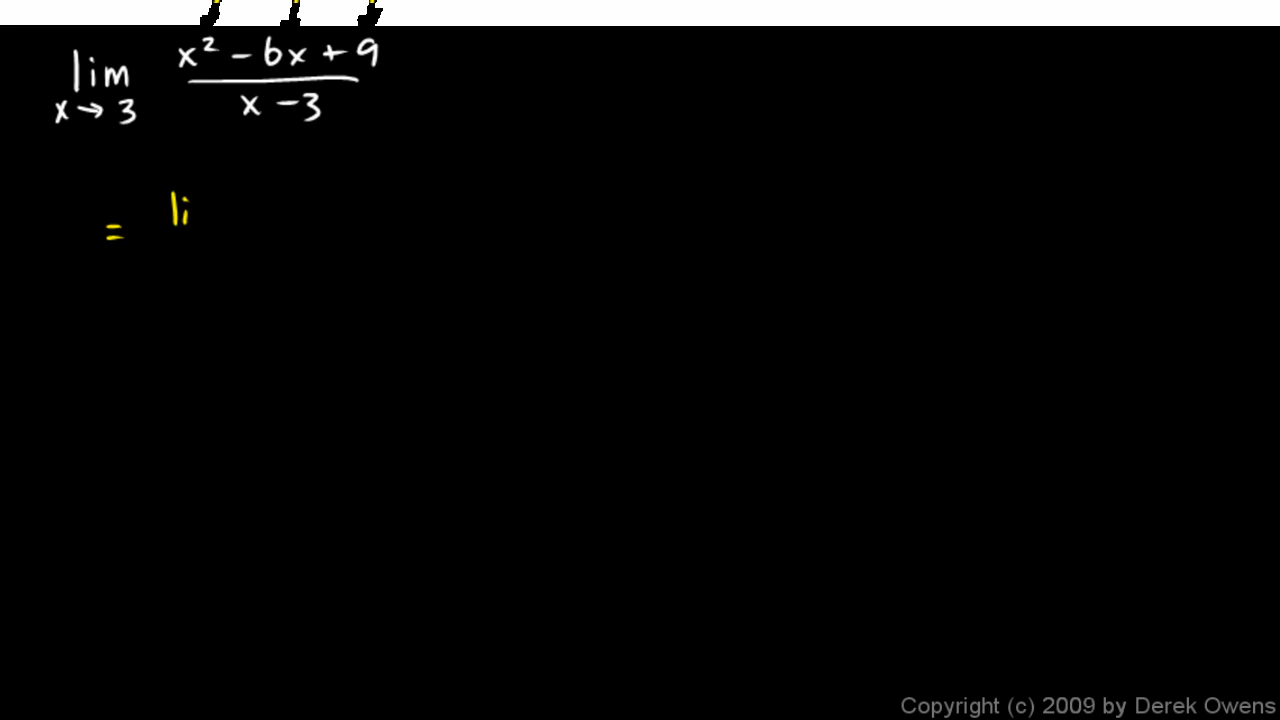 lim x² - 6x + 9
x → 3 x - 3
= li
Copyright (c) 2009 by Derek Owens